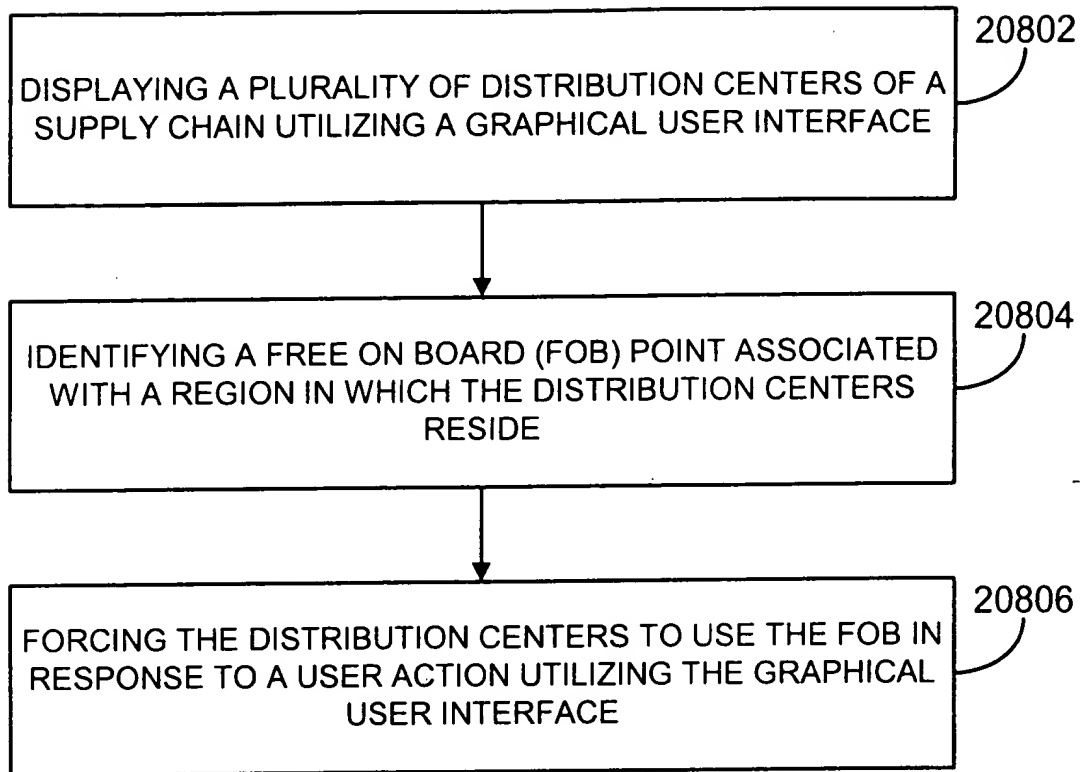 20802
DISPLAYING A PLURALITY OF DISTRIBUTION CENTERS OF A
SUPPLY CHAIN UTILIZING A GRAPHICAL USER INTERFACE
20804
IDENTIFYING A FREE ON BOARD (FOB) POINT ASSOCIATED
WITH A REGION IN WHICH THE DISTRIBUTION CENTERS
RESIDE
20806
FORCING THE DISTRIBUTION CENTERS TO USE THE FOB IN
RESPONSE TO A USER ACTION UTILIZING THE GRAPHICAL
USER INTERFACE